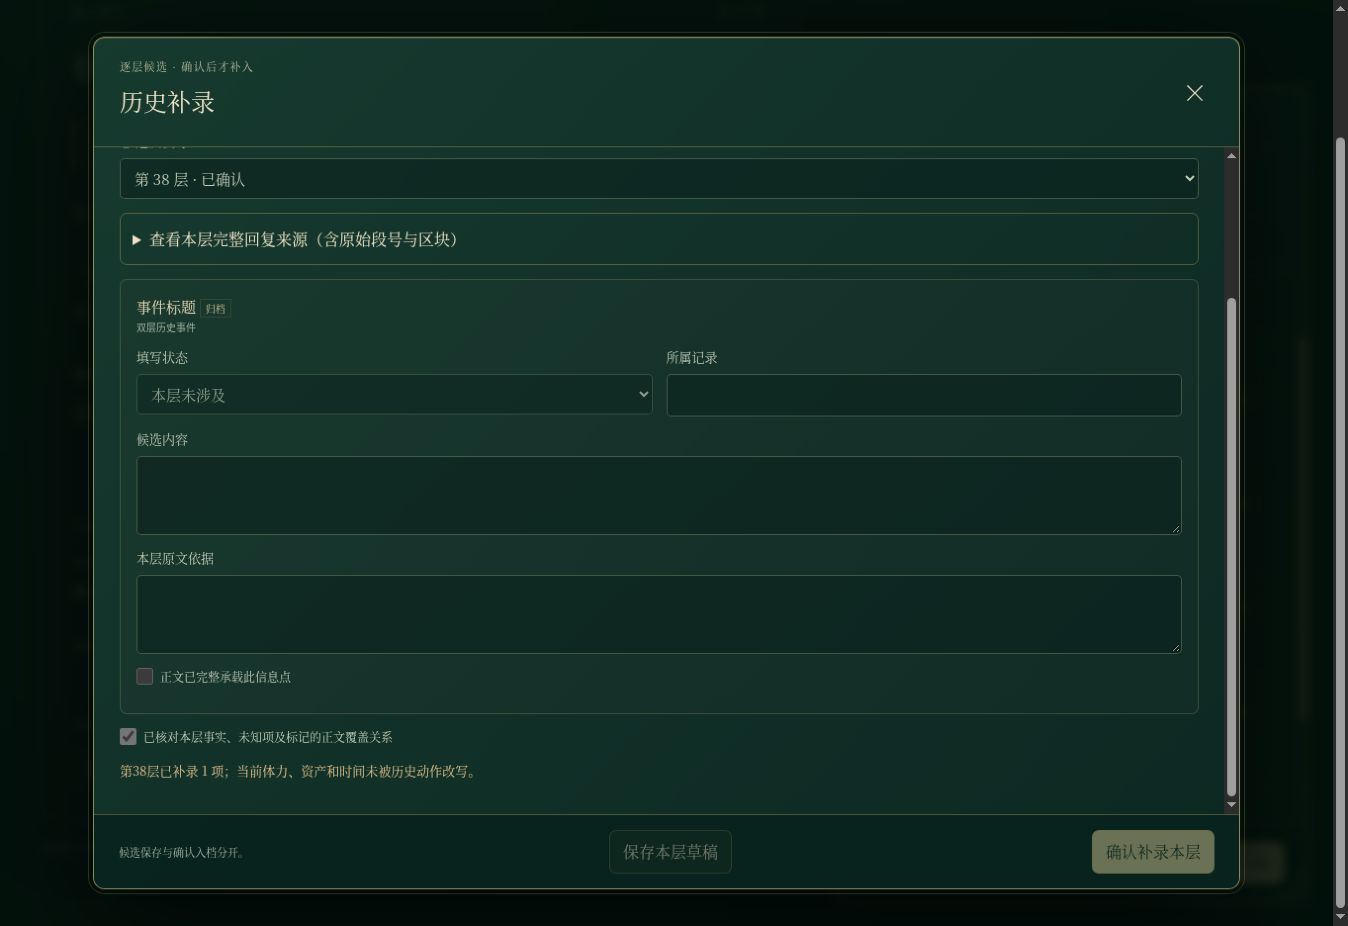 逐层候选 · 确认后才补入
历史补录
第 38 层 · 已确认
查看本层完整回复来源（含原始段号与区块）
事件标题 归档
双层历史事件
填写状态
所属记录
本层未涉及
候选内容
本层原文依据
正文已完整承载此信息点
已核对本层事实、未知项及标记的正文覆盖关系
第38层已补录 1 项；当前体力、资产和时间未被历史动作改写。
候选保存与确认入档分开。
保存本层草稿
确认补录本层